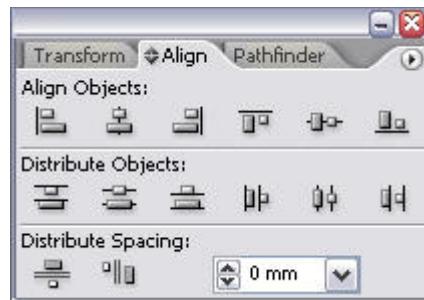 Transform Align Pathfinder
Align Objects:
Distribute Objects:
Distribute Spacing:
0 mm